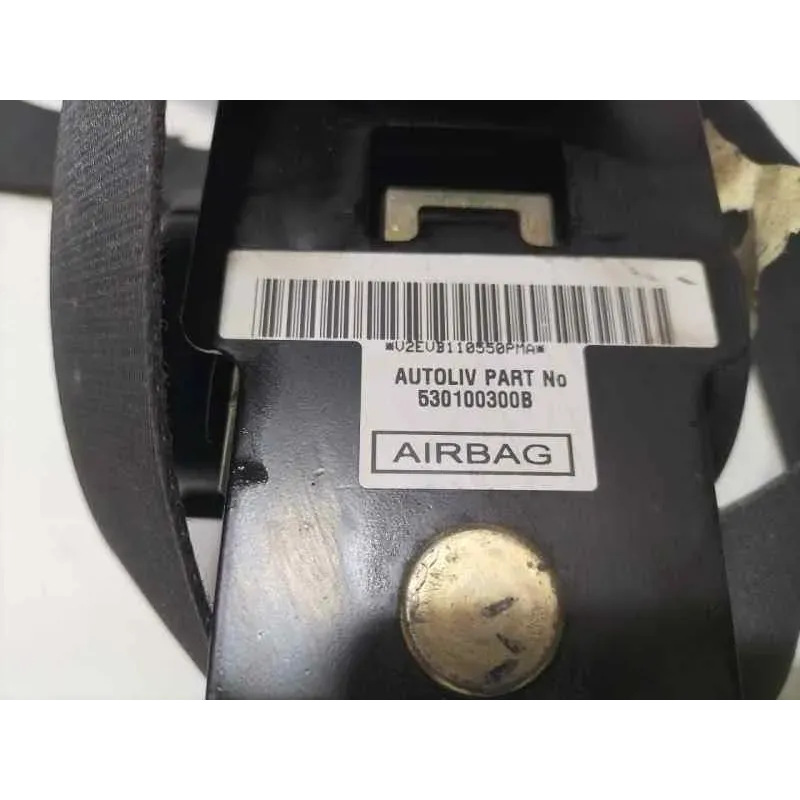 *V2EVB110550PMA*
AUTOLIV PART No
530100300B
AIRBAG